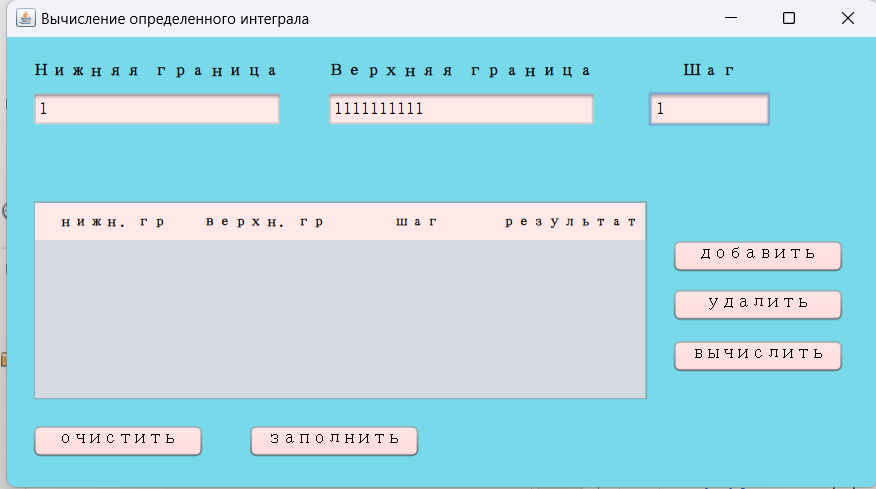 Вычисление определенного интеграла
Нижняя граница Верхняя граница Шаг
1 1111111111 1
нижн. гр верхн. гр шаг результат
добавить
удалить
вычислить
очистить заполнить